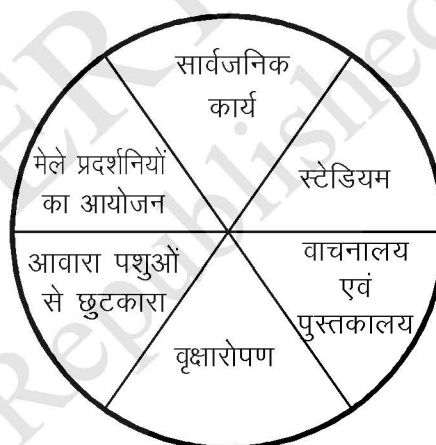 सार्वजनिक
कार्य
स्टेडियम
वाचनालय
एवं
पुस्तकालय
वृक्षारोपण
आवारा पशुओं
से छुटकारा
मेले प्रदर्शनियों
का आयोजन